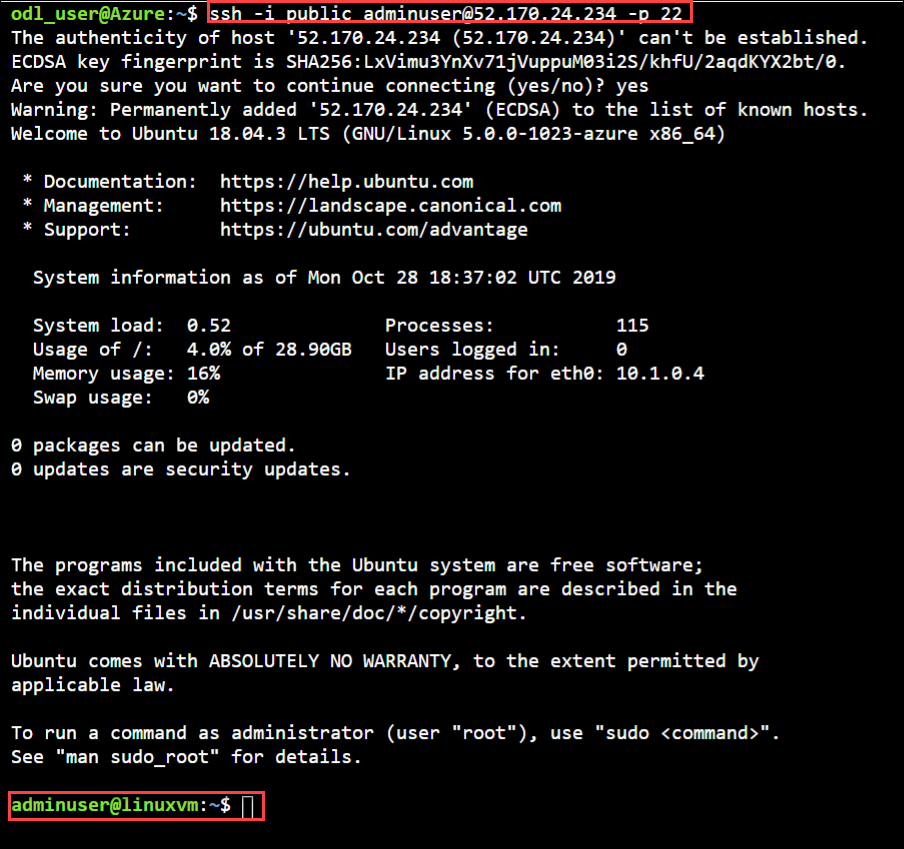 odl_user@Azure:~$ ssh -i public adminuser@52.170.24.234 -p 22
The authenticity of host '52.170.24.234 (52.170.24.234)' can't be established.
ECDSA key fingerprint is SHA256:LxVimu3YnXv71jVuppuM03i2S/khfU/2aqdKYX2bt/0.
Are you sure you want to continue connecting (yes/no)? yes
Warning: Permanently added '52.170.24.234' (ECDSA) to the list of known hosts.
Welcome to Ubuntu 18.04.3 LTS (GNU/Linux 5.0.0-1023-azure x86_64)
* Documentation: https://help.ubuntu.com
* Management: https://landscape.canonical.com
* Support: https://ubuntu.com/advantage
System information as of Mon Oct 28 18:37:02 UTC 2019
System load: 0.52 Processes: 115
Usage of /: 4.0% of 28.90GB Users logged in: 0
Memory usage: 16% IP address for eth0: 10.1.0.4
Swap usage: 0%
0 packages can be updated.
0 updates are security updates.
The programs included with the Ubuntu system are free software;
the exact distribution terms for each program are described in the
individual files in /usr/share/doc/*/copyright.
Ubuntu comes with ABSOLUTELY NO WARRANTY, to the extent permitted by
applicable law.
To run a command as administrator (user "root"), use "sudo <command>".
See "man sudo_root" for details.
adminuser@linuxvm:~$